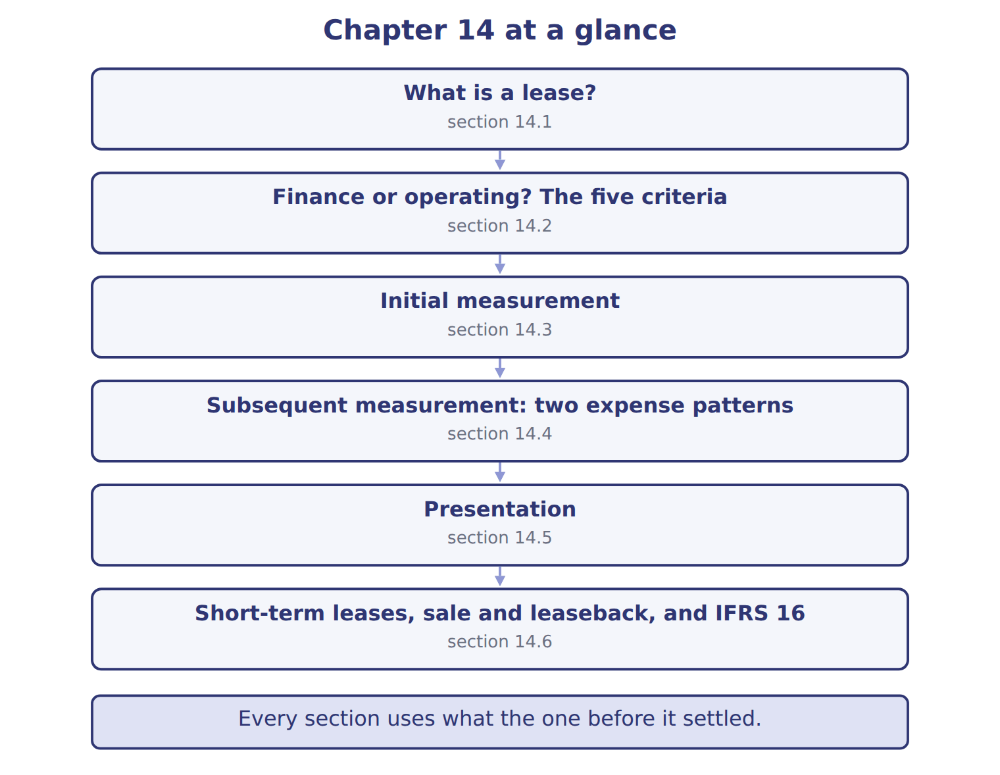 Chapter 14 at a glance
What is a lease?
section 14.1
Finance or operating? The five criteria
section 14.2
Initial measurement
section 14.3
Subsequent measurement: two expense patterns
section 14.4
Presentation
section 14.5
Short-term leases, sale and leaseback, and IFRS 16
section 14.6
Every section uses what the one before it settled.